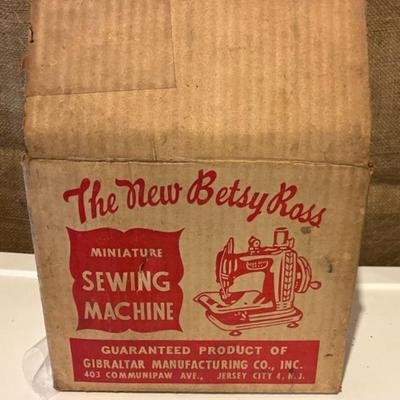 The New Betsy Ross
MINIATURE
SEWING
MACHINE
GUARANTEED PRODUCT OF
GIBRALTAR MANUFACTURING CO., INC.
403 COMMUNIPAW AVE., JERSEY CITY 4, N.J.